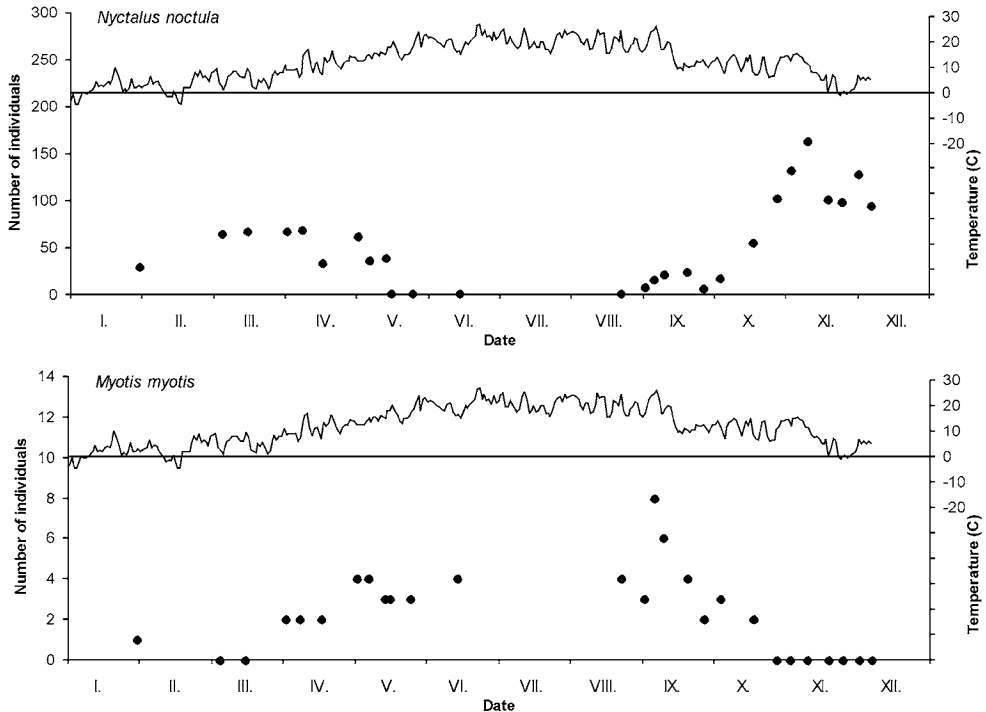 Nyctalus noctula
Number of individuals
300
250
200
150
100
50
0
30
20
10
0
-10
-20
Temperature (C)
I. II. III. IV. V. VI. VII. VIII. IX. X. XI. XII.
Date
Myotis myotis
Number of individuals
14
12
10
8
6
4
2
0
30
20
10
0
-10
-20
Temperature (C)
I. II. III. IV. V. VI. VII. VIII. IX. X. XI. XII.
Date